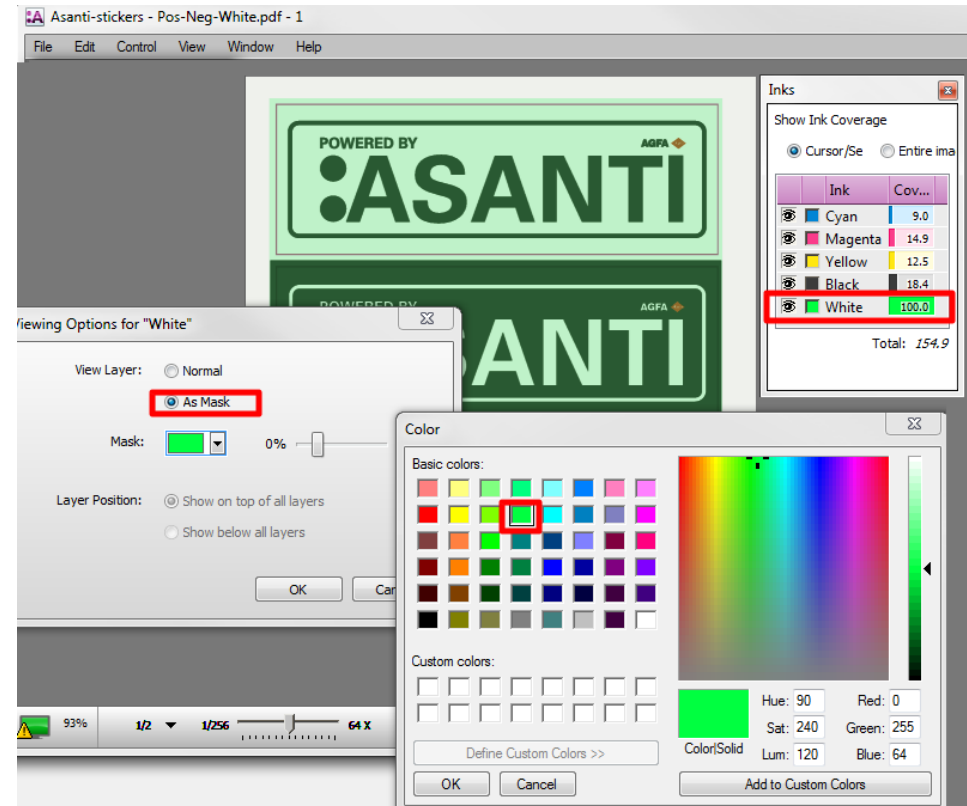 Asanti-stickers - Pos-Neg-White.pdf - 1
File Edit Control View Window Help
POWERED BY AGFA
:ASANTI
POWERED BY AGFA
ANTI
Inks
Show Ink Coverage
Cursor/Se Entire ima
Ink Cov...
Cyan 9.0
Magenta 14.9
Yellow 12.5
Black 18.4
White 100.0
Total: 154.9
iewing Options for "White"
View Layer: Normal
As Mask
Mask: 0%
Layer Position: Show on top of all layers
Show below all layers
OK Can
Color
Basic colors:
Custom colors:
Define Custom Colors >>
OK Cancel
Color|Solid
Hue: 90 Red: 0
Sat: 240 Green: 255
Lum: 120 Blue: 64
Add to Custom Colors
93% 1/2 1/256 64 X